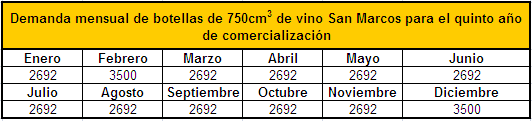 Demanda mensual de botellas de 750cm³ de vino San Marcos para el quinto año
de comercialización
Enero Febrero Marzo Abril Mayo Junio
2692 3500 2692 2692 2692 2692
Julio Agosto Septiembre Octubre Noviembre Diciembre
2692 2692 2692 2692 2692 3500